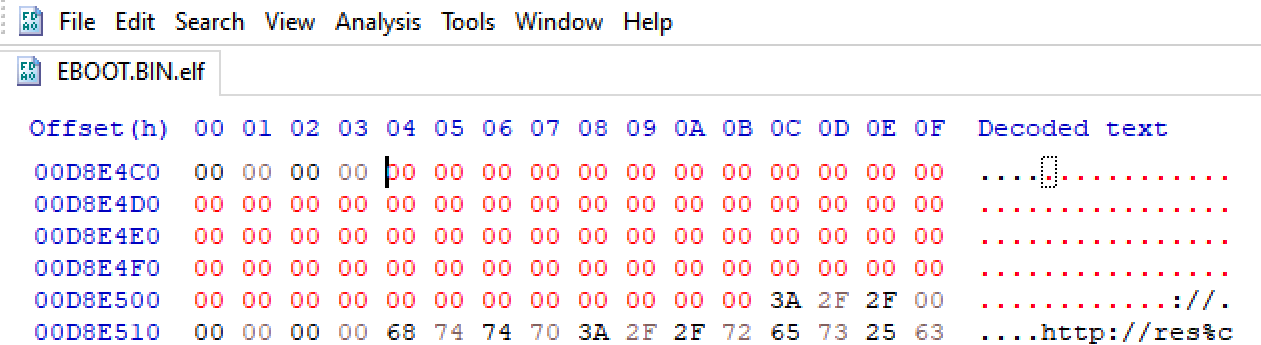 File Edit Search View Analysis Tools Window Help
EBOOT.BIN.elf
Offset(h) 00 01 02 03 04 05 06 07 08 09 0A 0B 0C 0D 0E 0F Decoded text
00D8E4C0 00 00 00 00 00 00 00 00 00 00 00 00 00 00 00 00 ................
00D8E4D0 00 00 00 00 00 00 00 00 00 00 00 00 00 00 00 00 ................
00D8E4E0 00 00 00 00 00 00 00 00 00 00 00 00 00 00 00 00 ................
00D8E4F0 00 00 00 00 00 00 00 00 00 00 00 00 00 00 00 00 ................
00D8E500 00 00 00 00 00 00 00 00 00 00 00 00 3A 2F 2F 00 ............://.
00D8E510 00 00 00 00 68 74 74 70 3A 2F 2F 72 65 73 25 63 ....http://res%c